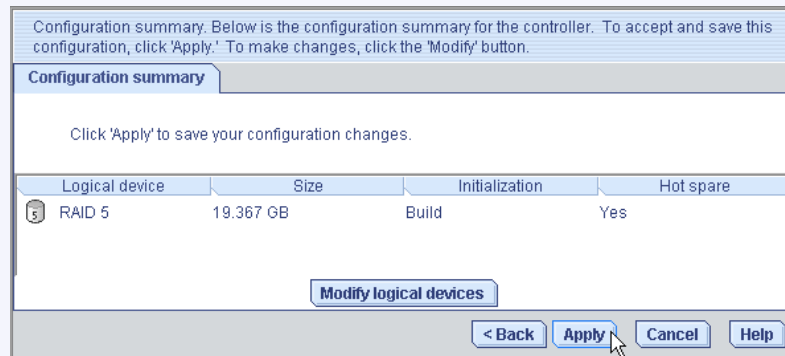 Configuration summary. Below is the configuration summary for the controller. To accept and save this
configuration, click 'Apply.' To make changes, click the 'Modify' button.
Configuration summary
Click 'Apply' to save your configuration changes.
Logical device Size Initialization Hot spare
5 RAID 5 19.367 GB Build Yes
Modify logical devices
< Back Apply Cancel Help